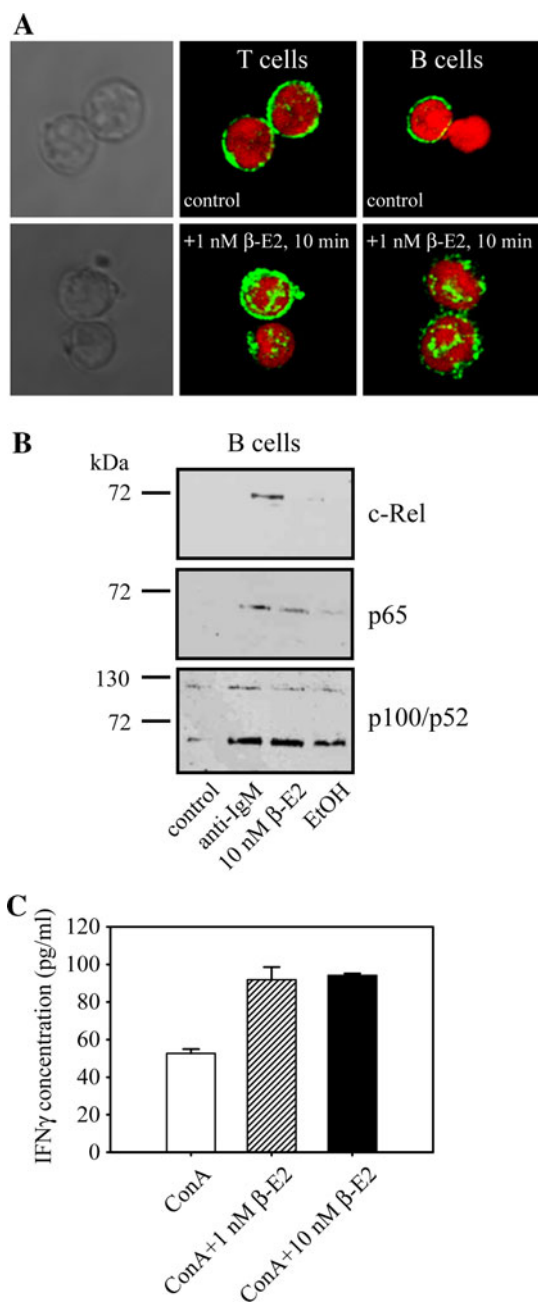 A
T cells
B cells
control
control
+1 nM β-E2, 10 min
+1 nM β-E2, 10 min
B
B cells
kDa
72
c-Rel
72
p65
130
72
p100/p52
control
anti-IgM
10 nM β-E2
EtOH
C
IFNγ concentration (pg/ml)
120
100
80
60
40
20
0
ConA
ConA+1 nM β-E2
ConA+10 nM β-E2